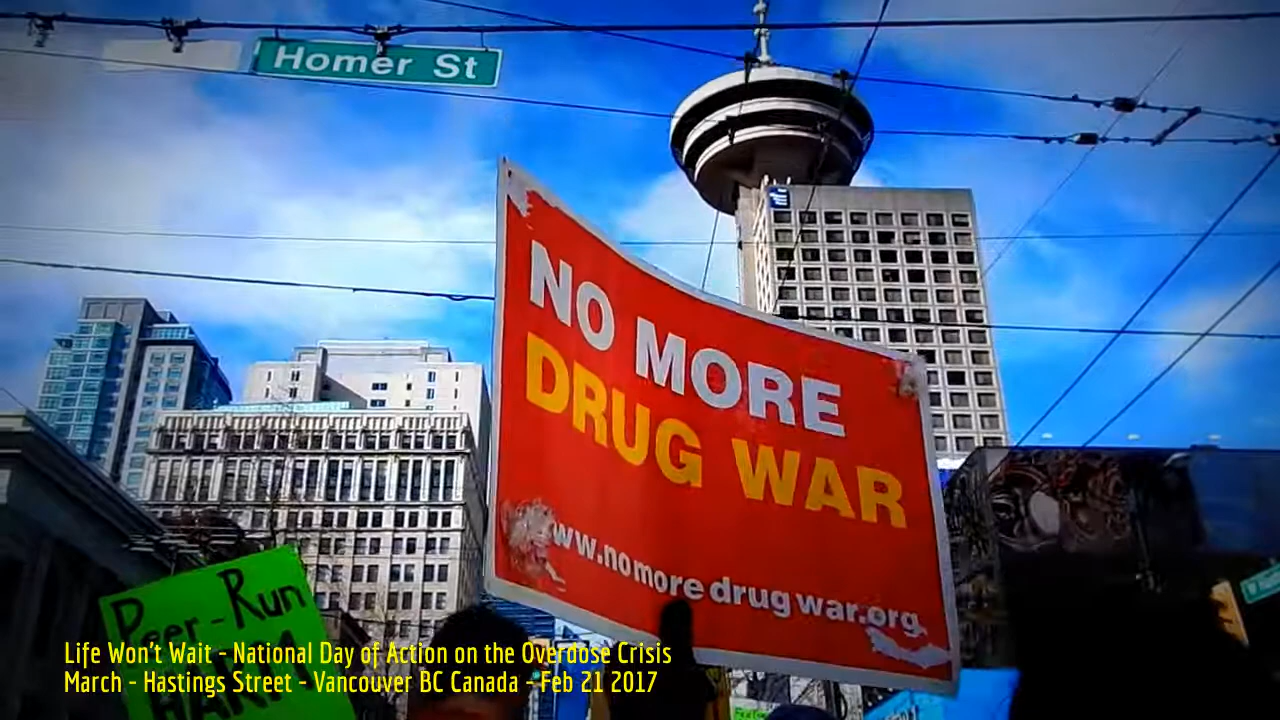 Homer St
NO MORE
DRUG WAR
www.nomoredrugwar.org
Peer-Run
HARM
Life Won't Wait - National Day of Action on the Overdose Crisis
March - Hastings Street - Vancouver BC Canada - Feb 21 2017